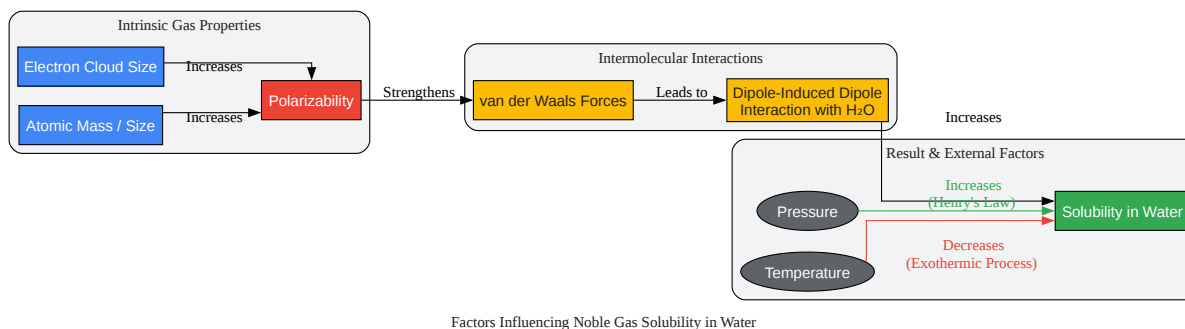 Intrinsic Gas Properties
Electron Cloud Size
Increases
Polarizability
Atomic Mass / Size
Increases
Strengthens
Intermolecular Interactions
van der Waals Forces
Leads to
Dipole-Induced Dipole
Interaction with H₂O
Increases
Result & External Factors
Pressure
Increases
(Henry's Law)
Solubility in Water
Temperature
Decreases
(Exothermic Process)
Factors Influencing Noble Gas Solubility in Water